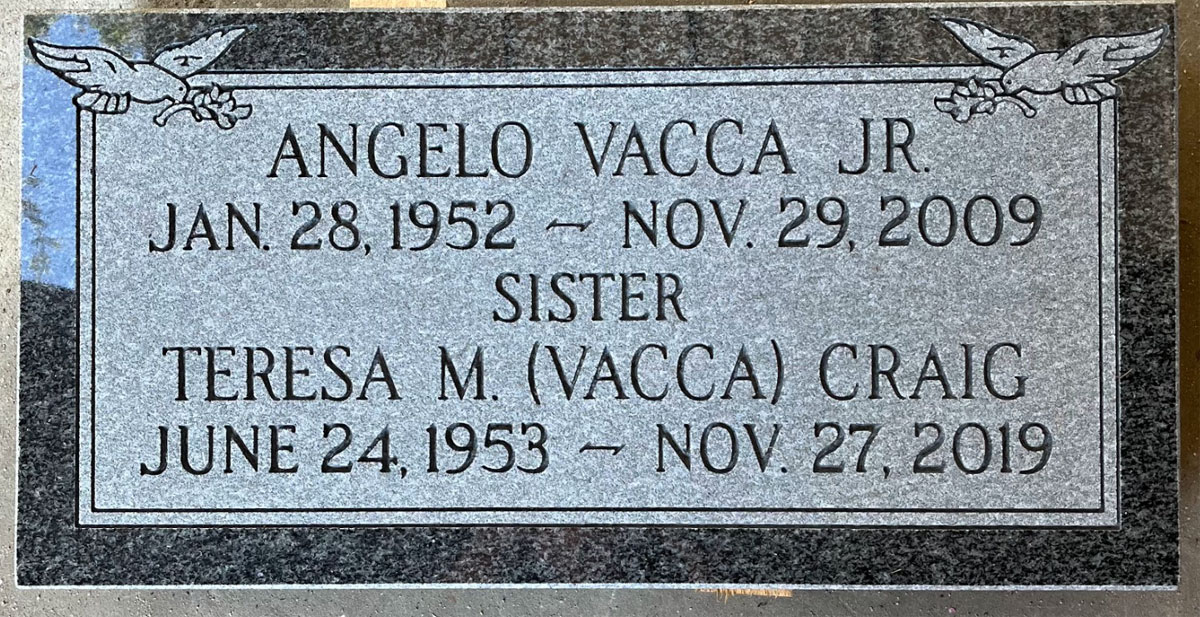 ANGELO VACCA JR.
JAN. 28, 1952 ~ NOV. 29, 2009
SISTER
TERESA M. (VACCA) CRAIG
JUNE 24, 1953 ~ NOV. 27, 2019